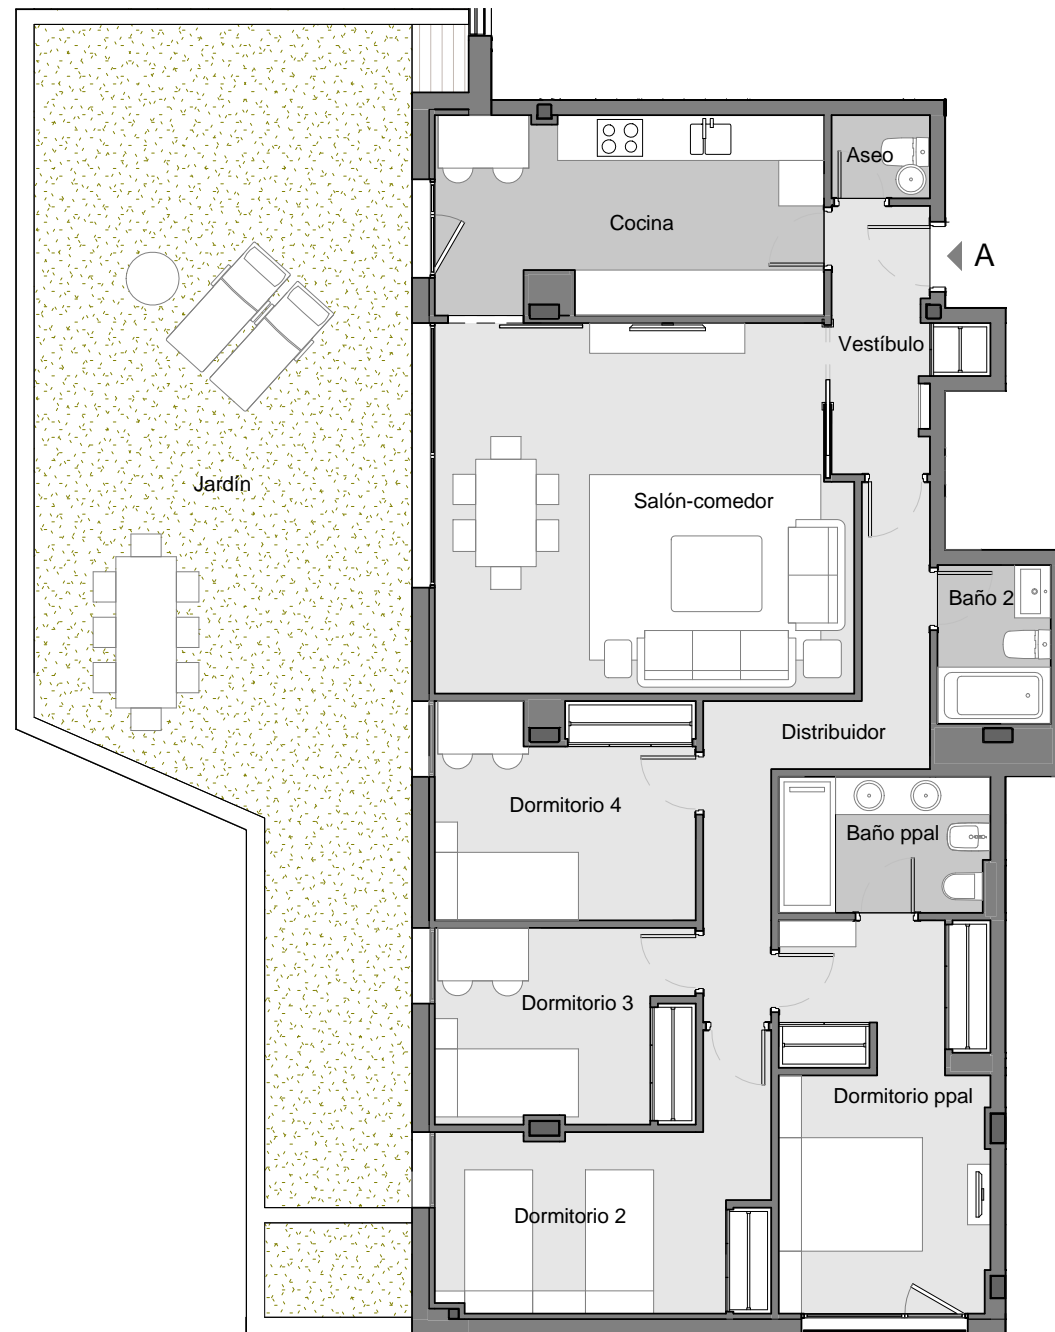 Aseo
Cocina
A
Vestíbulo
Jardín
Salón-comedor
Baño 2
Distribuidor
Dormitorio 4
Baño ppal
Dormitorio 3
Dormitorio ppal
Dormitorio 2